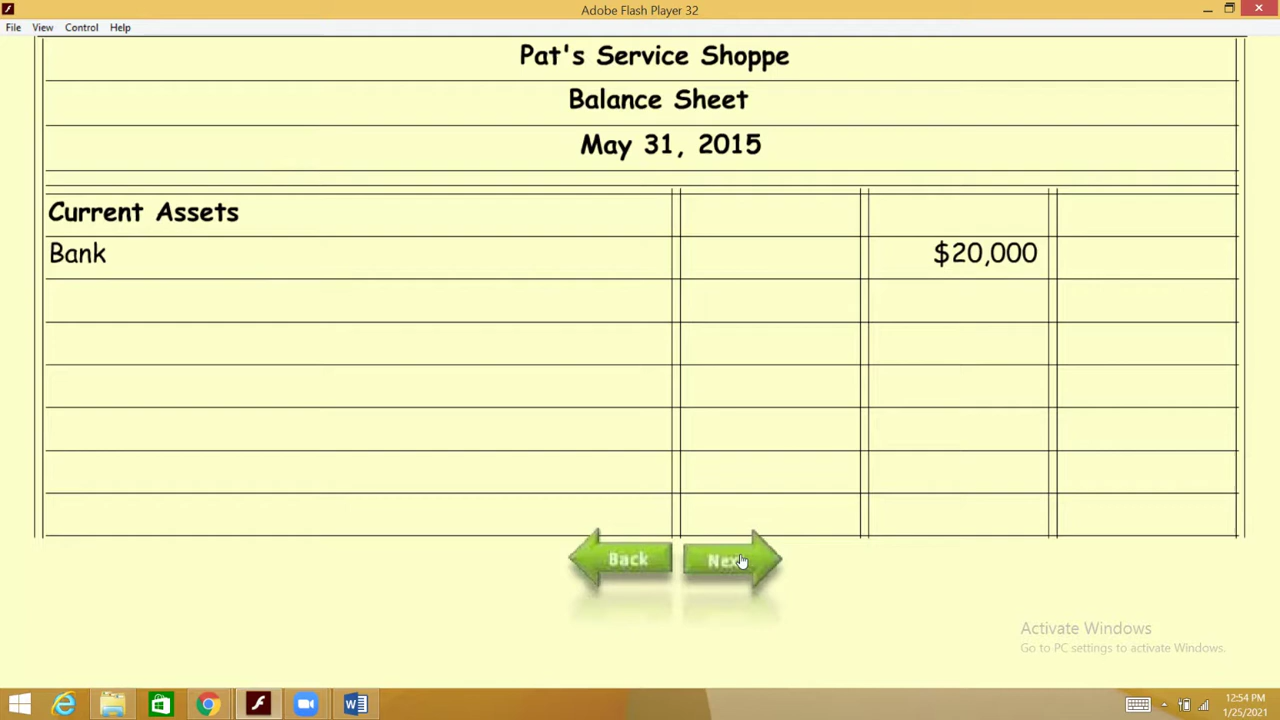 Adobe Flash Player 32
File View Control Help
Pat's Service Shoppe
Balance Sheet
May 31, 2015
Current Assets
Bank $20,000
Back Next
Activate Windows
Go to PC settings to activate Windows.
12:54 PM
1/25/2021